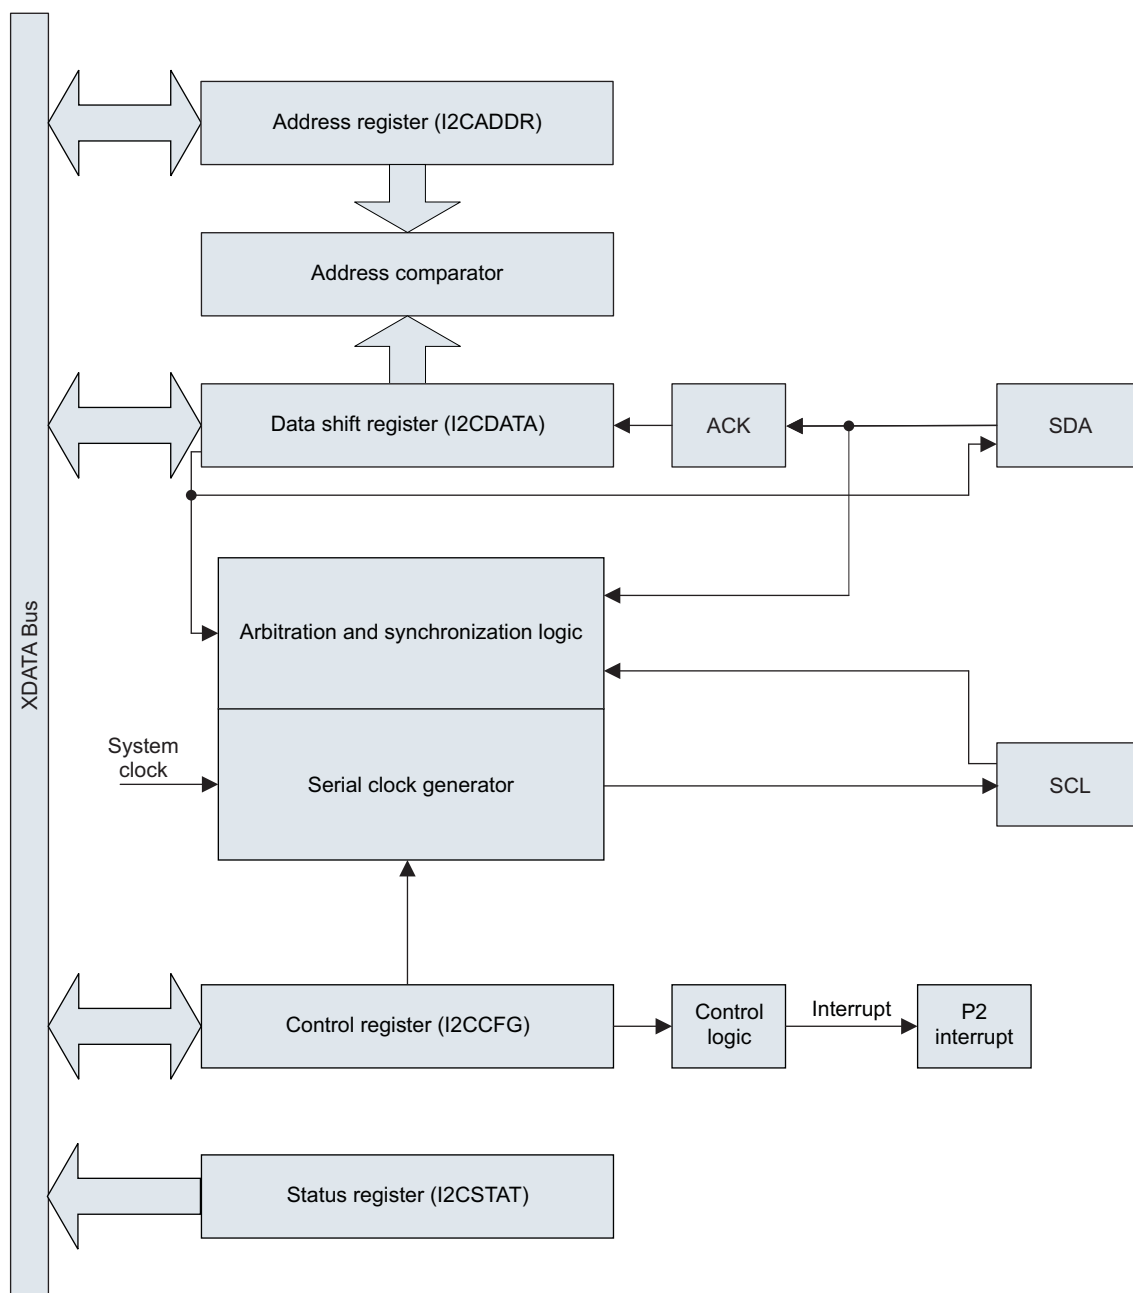 Address register (I2CADDR)
Address comparator
Data shift register (I2CDATA)
ACK
SDA
XDATA Bus
Arbitration and synchronization logic
System
clock
Serial clock generator
SCL
Control register (I2CCFG)
Control
logic
Interrupt
P2
interrupt
Status register (I2CSTAT)